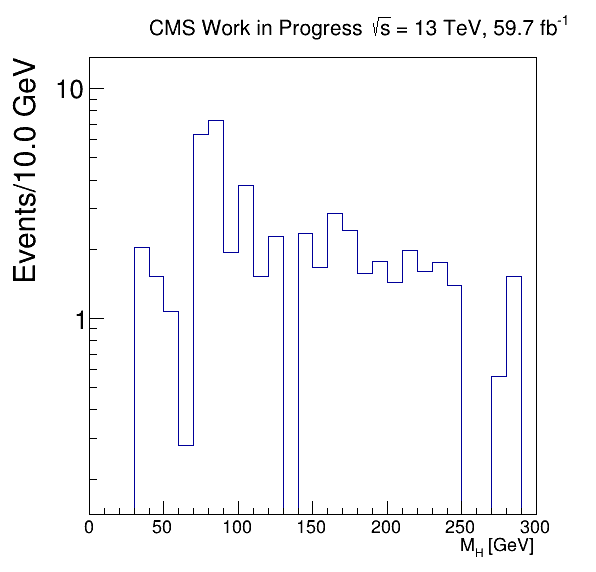 CMS Work in Progress √s = 13 TeV, 59.7 fb⁻¹
Events/10.0 GeV
10
1
0 50 100 150 200 250 300
M_H [GeV]